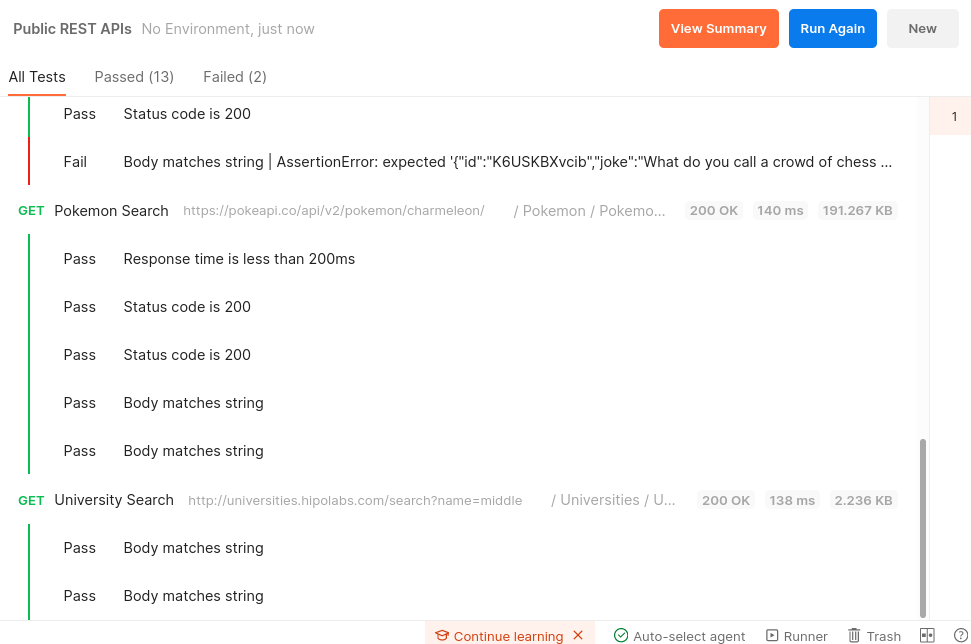 Public REST APIs No Environment, just now View Summary Run Again New
All Tests Passed (13) Failed (2)
Pass Status code is 200
1
Fail Body matches string | AssertionError: expected '{"id":"K6USKBXvcib","joke":"What do you call a crowd of chess ...
GET Pokemon Search https://pokeapi.co/api/v2/pokemon/charmeleon/ / Pokemon / Pokemo... 200 OK 140 ms 191.267 KB
Pass Response time is less than 200ms
Pass Status code is 200
Pass Status code is 200
Pass Body matches string
Pass Body matches string
GET University Search http://universities.hipolabs.com/search?name=middle / Universities / U... 200 OK 138 ms 2.236 KB
Pass Body matches string
Pass Body matches string
Continue learning Auto-select agent Runner Trash